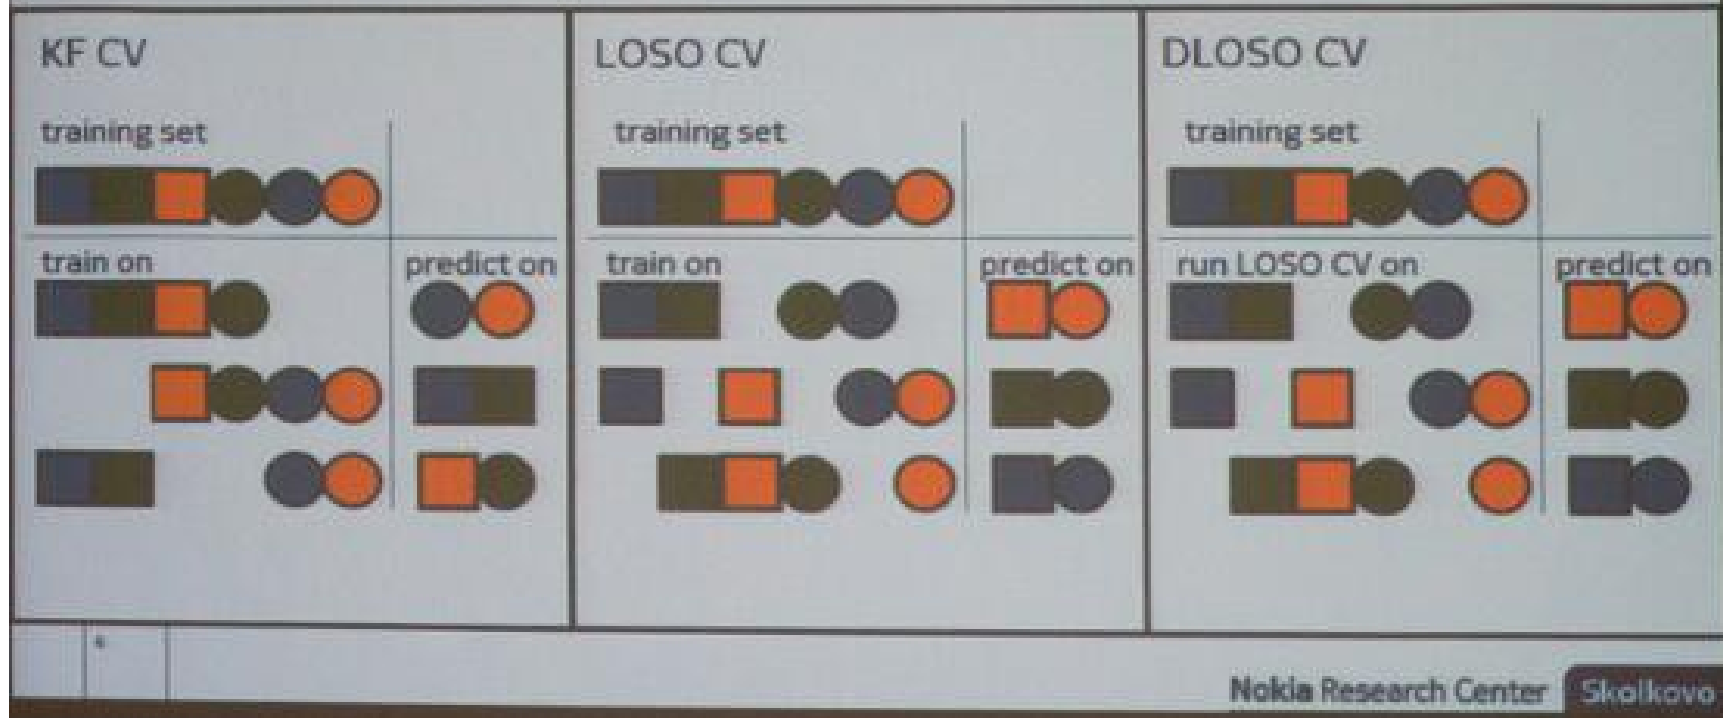 KF CV
training set
train on
predict on
LOSO CV
training set
train on
predict on
DLOSO CV
training set
run LOSO CV on
predict on
Nokia Research Center
Skolkovo